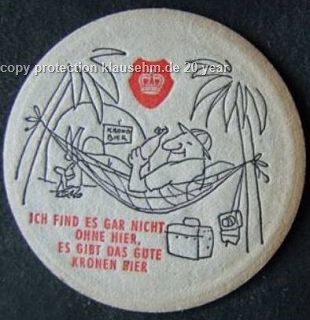 copy protection klausehm.de 20 year
KRONEN
BIER
ICH FIND ES GAR NICHT
OHNE HIER,
ES GIBT DAS GUTE
KRONEN BIER